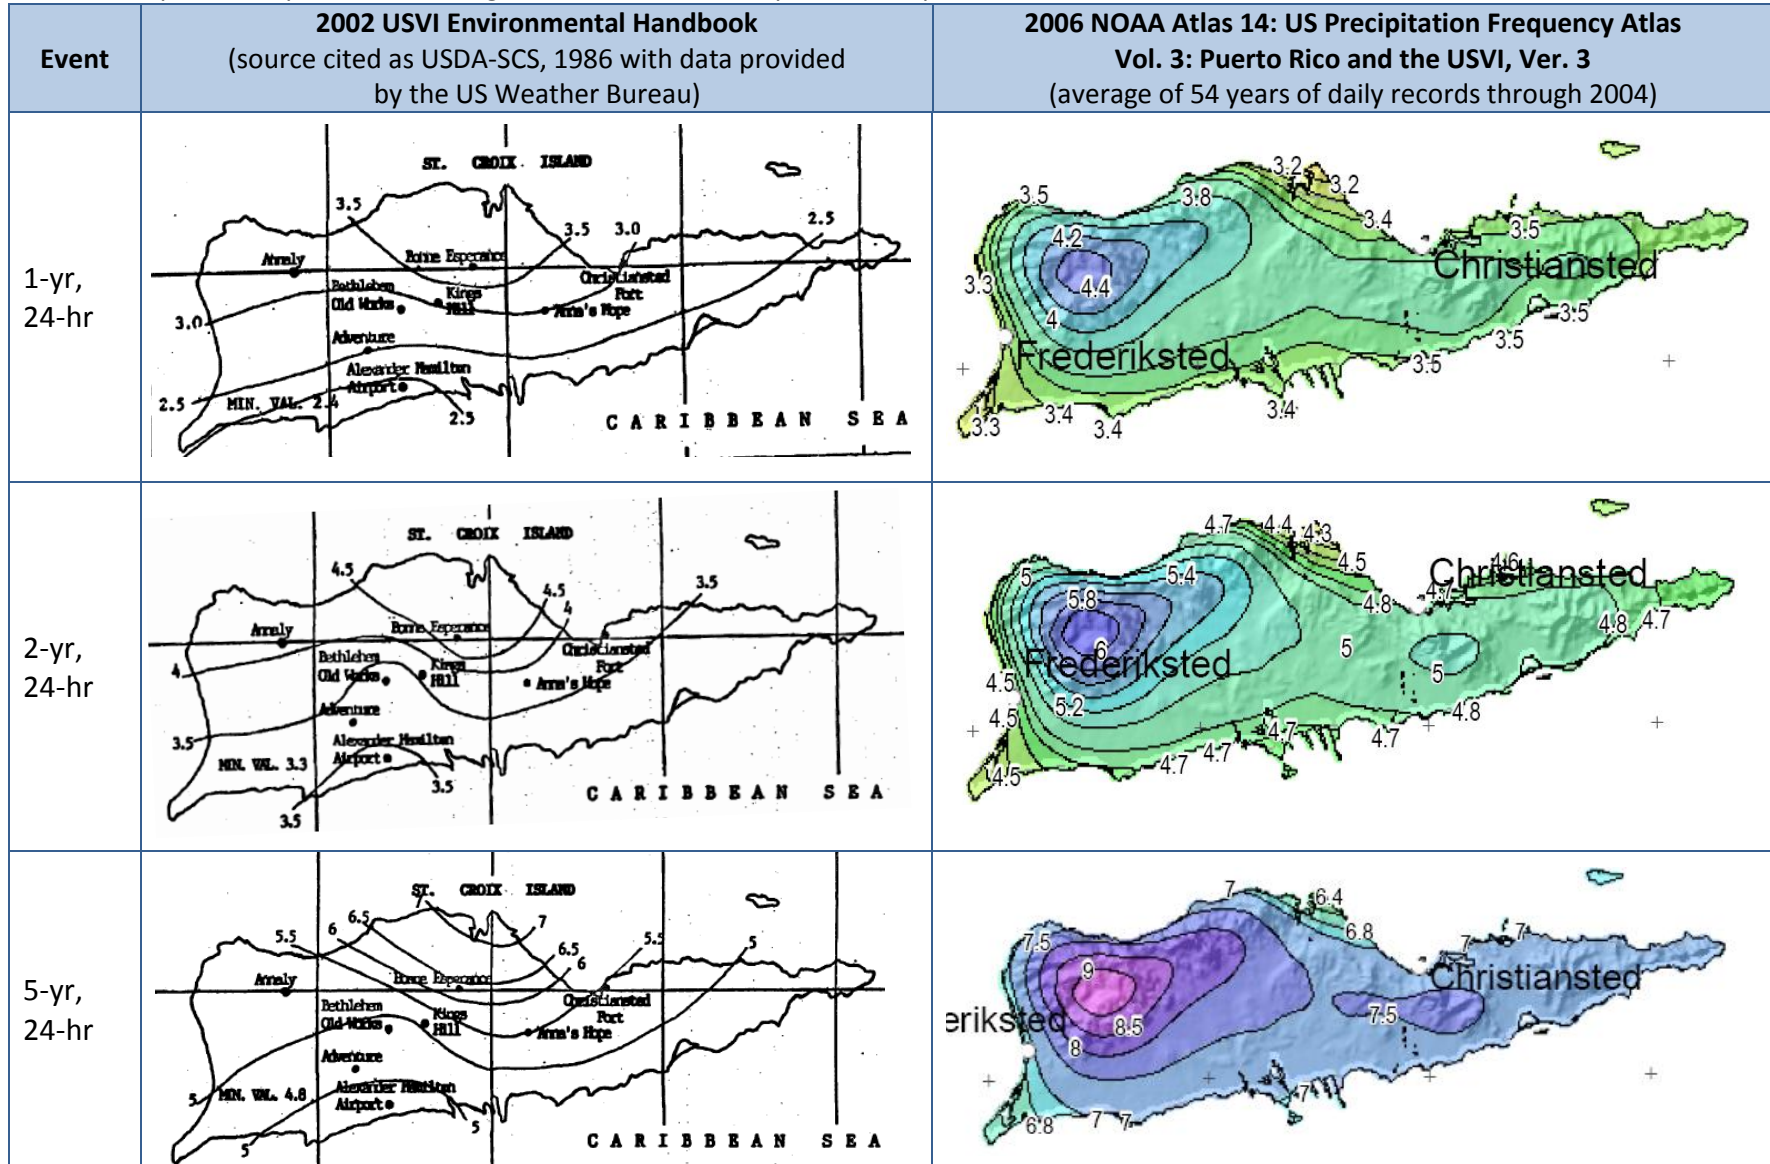 Event
2002 USVI Environmental Handbook
(source cited as USDA-SCS, 1986 with data provided
by the US Weather Bureau)
2006 NOAA Atlas 14: US Precipitation Frequency Atlas
Vol. 3: Puerto Rico and the USVI, Ver. 3
(average of 54 years of daily records through 2004)
1-yr,
24-hr
ST. CROIX ISLAND
3.5
3.5
3.0
2.5
Annaly
Bonne Esperance
Christiansted
Fort
Bethlehem
Old Works
Kings
Hill
Anna's Hope
3.0
Adventure
Alexander Hamilton
Airport
2.5
MIN. VAL. 2.4
2.5
CARIBBEAN SEA
3.2
3.2
3.5
3.8
3.4
3.5
4.2
Christiansted
4.4
3.3
4
3.5
3.5
Frederiksted
3.5
3.4
3.4
3.3
3.4
2-yr,
24-hr
ST. CROIX ISLAND
4.5
4.5
4
3.5
Annaly
Bonne Esperance
Christiansted
Fort
Bethlehem
Old Works
Kings
Hill
Anna's Hope
4
Adventure
3.5
Alexander Hamilton
Airport
MIN. VAL. 3.3
3.5
3.5
CARIBBEAN SEA
4.7
4.4
4.3
4.5
4.6
5
5.4
Christiansted
4.7
5.8
4.8
4.8
4.7
6
5
Frederiksted
5
4.5
5.2
4.8
4.5
4.7
4.7
4.7
4.7
4.5
5-yr,
24-hr
ST. CROIX ISLAND
7
7
6.5
6
5.5
6.5
6
5.5
5
Annaly
Bonne Esperance
Christiansted
Fort
Bethlehem
Old Works
Kings
Hill
Anna's Hope
Adventure
5
MIN. VAL. 4.8
Alexander Hamilton
Airport
5
5
CARIBBEAN SEA
7
6.4
6.8
7.5
7
7
9
Christiansted
eriksted
8.5
7.5
8
7
6.8
7
7